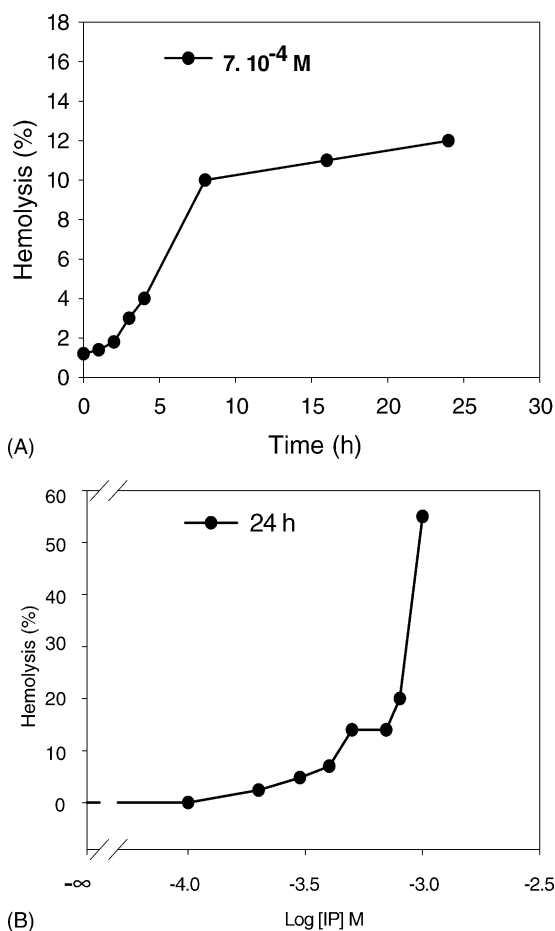 18
16
14
12
10
8
6
4
2
0
Hemolysis (%)
7. 10-4 M
0 5 10 15 20 25 30
(A) Time (h)
60
50
40
30
20
10
0
Hemolysis (%)
24 h
-∞ -4.0 -3.5 -3.0 -2.5
(B) Log [IP] M